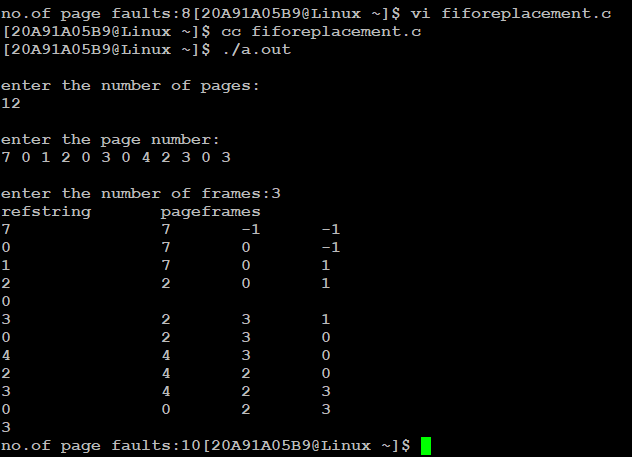 no.of page faults:8[20A91A05B9@Linux ~]$ vi fiforeplacement.c
[20A91A05B9@Linux ~]$ cc fiforeplacement.c
[20A91A05B9@Linux ~]$ ./a.out
enter the number of pages:
12
enter the page number:
7 0 1 2 0 3 0 4 2 3 0 3
enter the number of frames:3
refstring pageframes
7 7 -1 -1
0 7 0 -1
1 7 0 1
2 2 0 1
0
3 2 3 1
0 2 3 0
4 4 3 0
2 4 2 0
3 4 2 3
0 0 2 3
3
no.of page faults:10[20A91A05B9@Linux ~]$